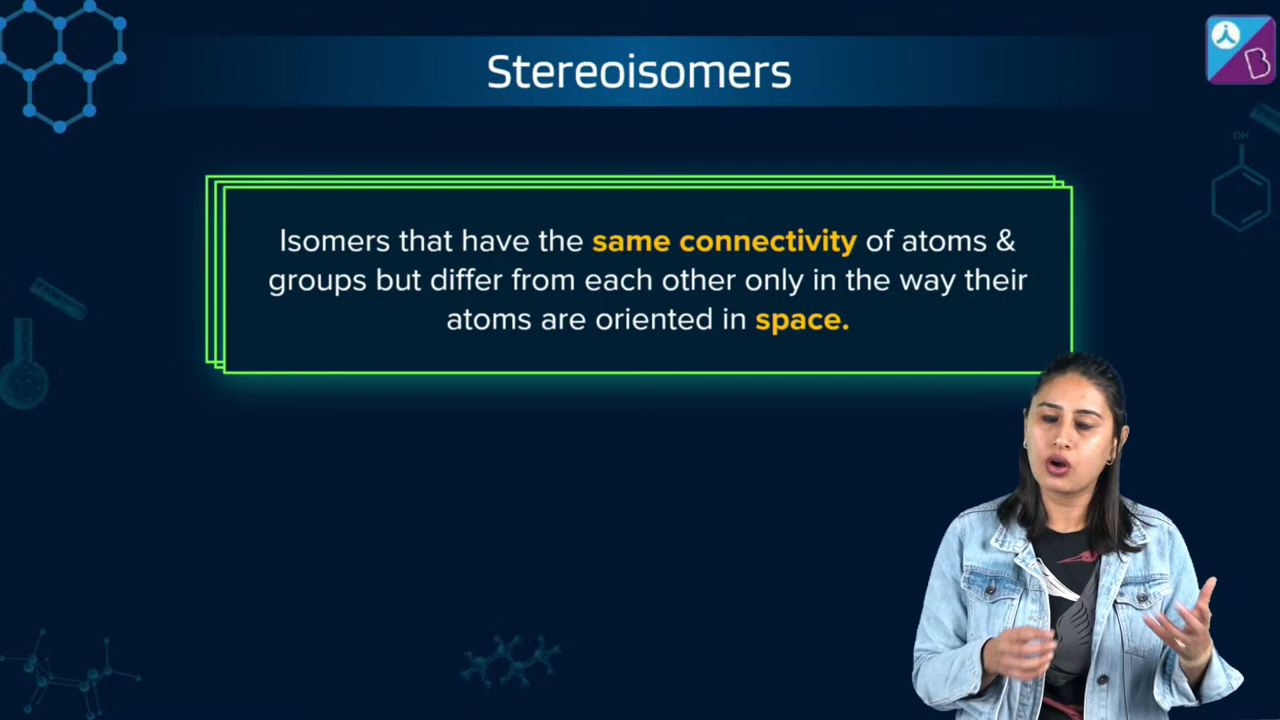 Stereoisomers
Isomers that have the same connectivity of atoms &
groups but differ from each other only in the way their
atoms are oriented in space.
OH
B